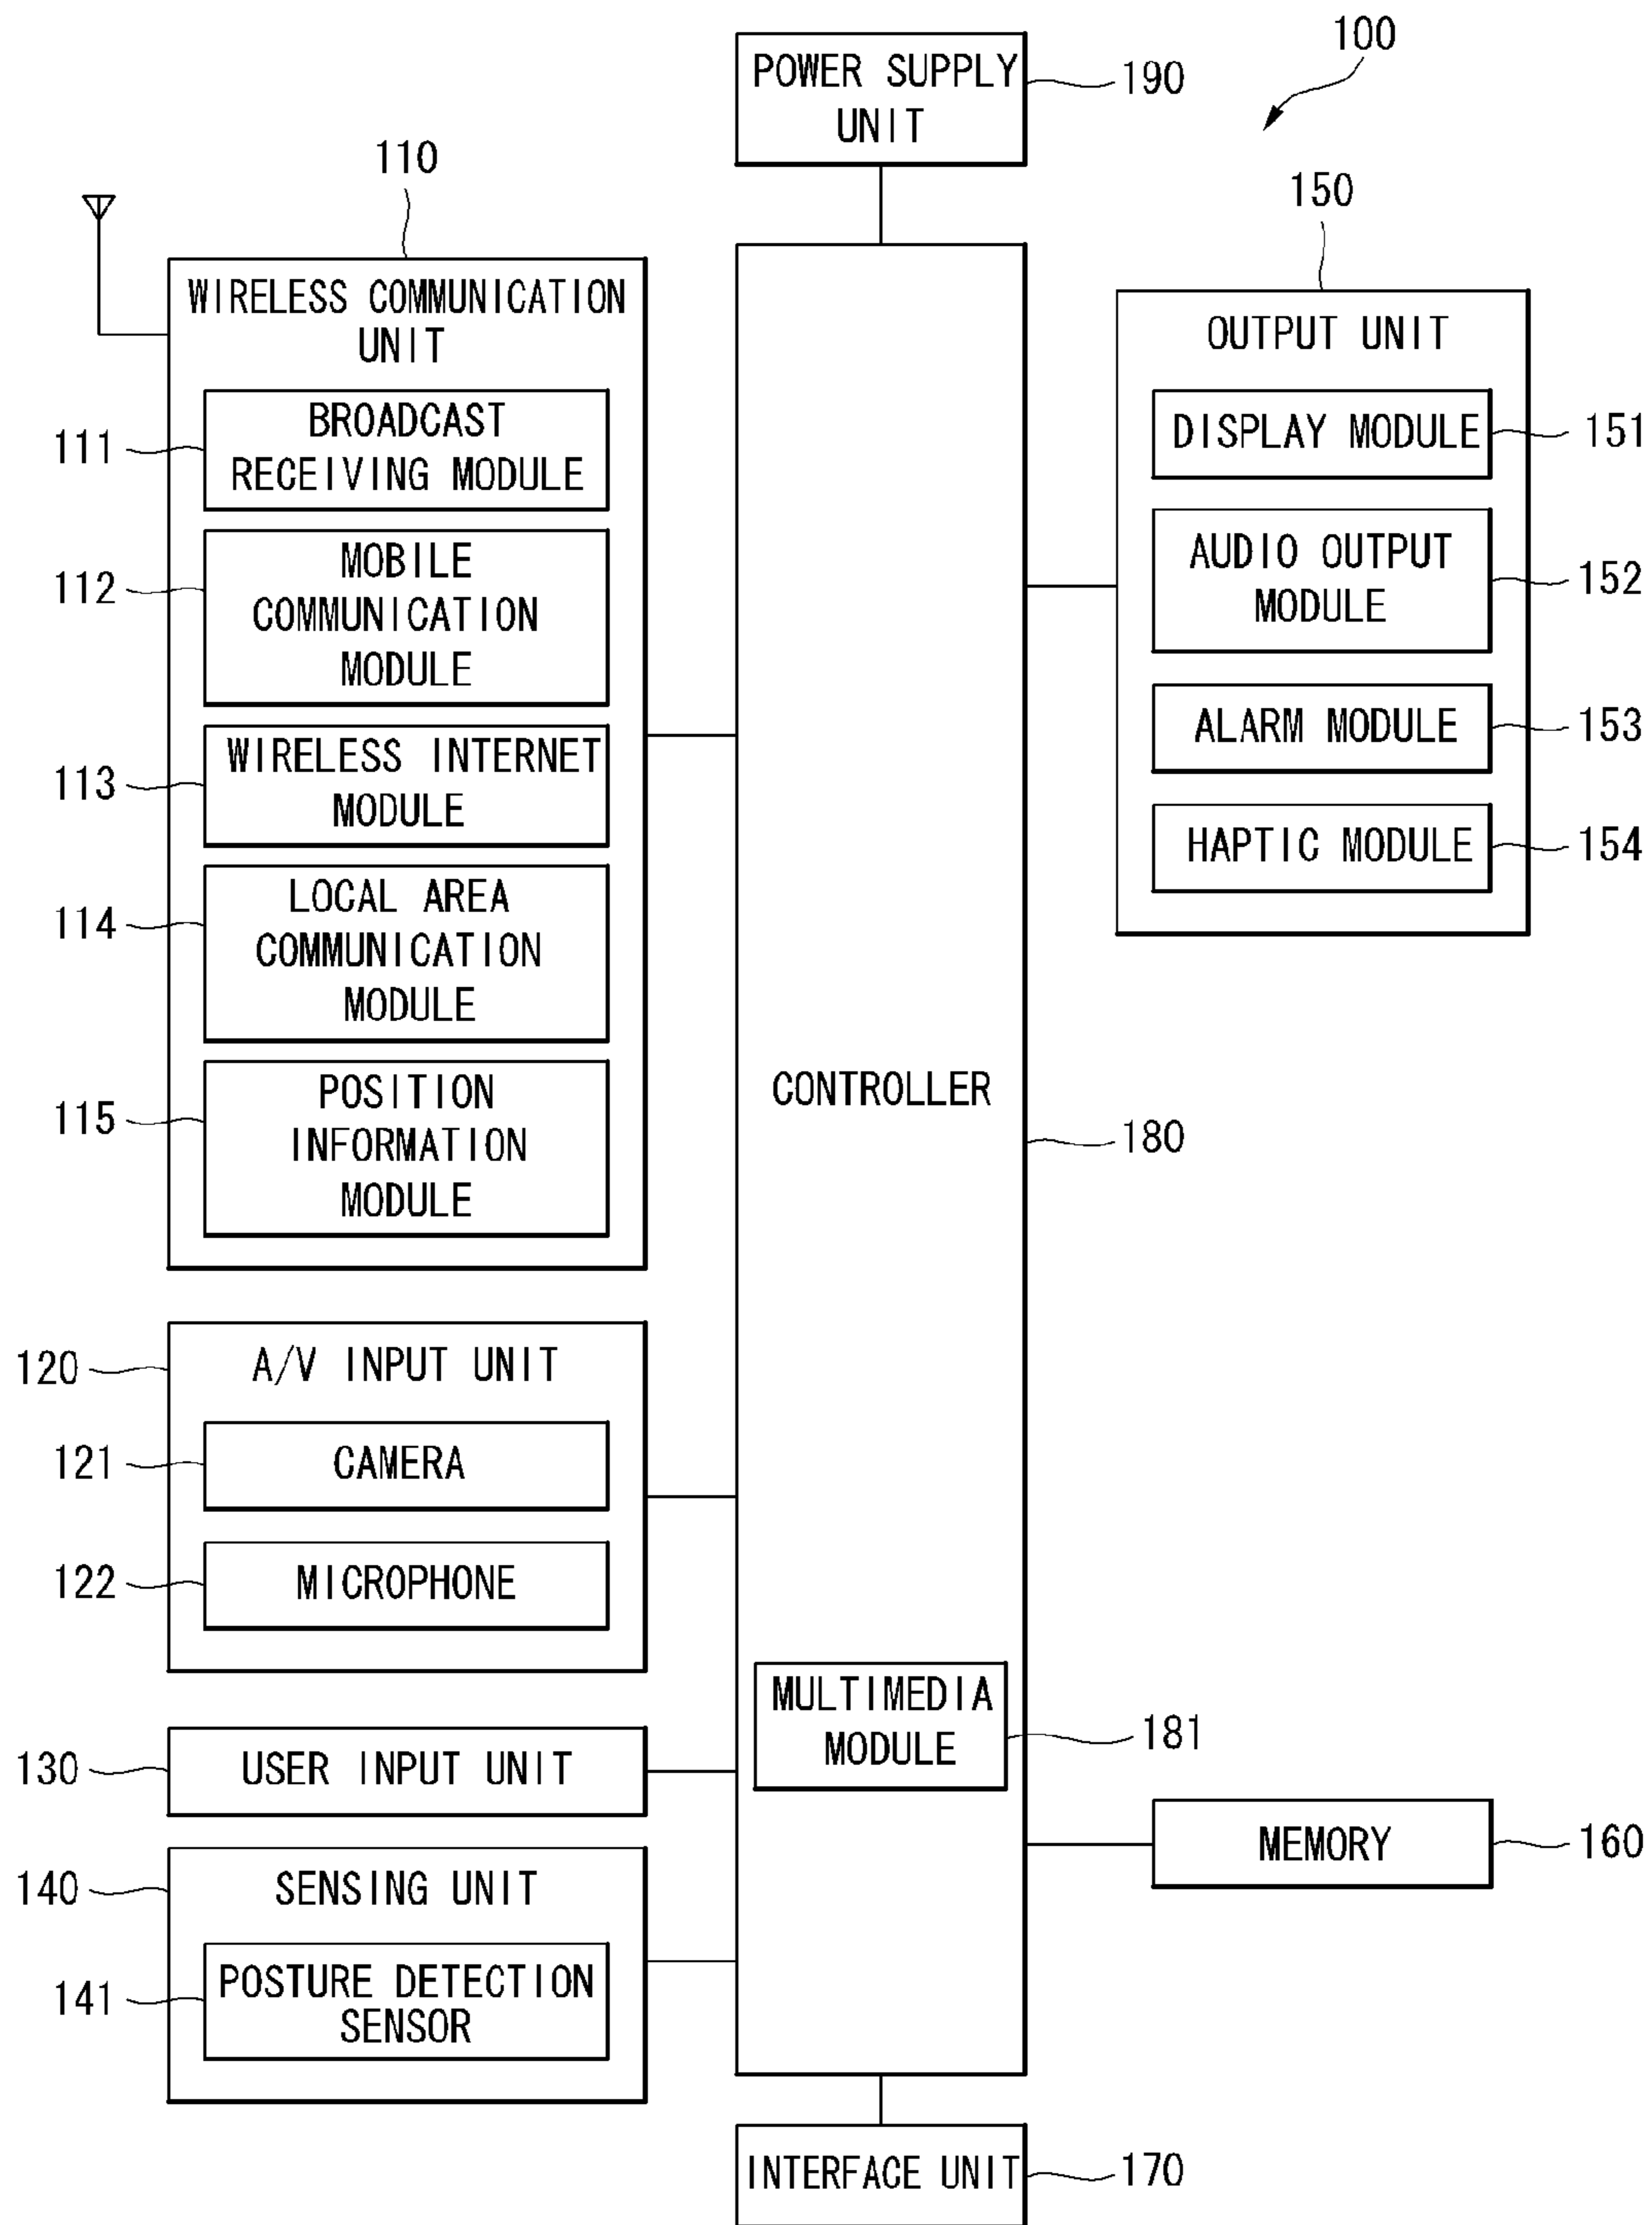 100
POWER SUPPLY
UNIT
190
110
WIRELESS COMMUNICATION
UNIT
111
BROADCAST
RECEIVING MODULE
112
MOBILE
COMMUNICATION
MODULE
113
WIRELESS INTERNET
MODULE
114
LOCAL AREA
COMMUNICATION
MODULE
115
POSITION
INFORMATION
MODULE
120
A/V INPUT UNIT
121
CAMERA
122
MICROPHONE
130
USER INPUT UNIT
140
SENSING UNIT
141
POSTURE DETECTION
SENSOR
CONTROLLER
180
MULTIMEDIA
MODULE
181
150
OUTPUT UNIT
DISPLAY MODULE
151
AUDIO OUTPUT
MODULE
152
ALARM MODULE
153
HAPTIC MODULE
154
MEMORY
160
INTERFACE UNIT
170